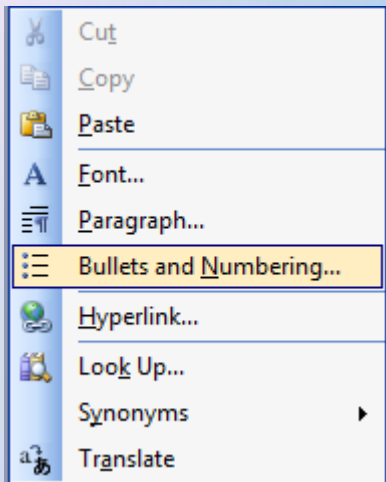 Cut
Copy
Paste
Font...
Paragraph...
Bullets and Numbering...
Hyperlink...
Look Up...
Synonyms
Translate